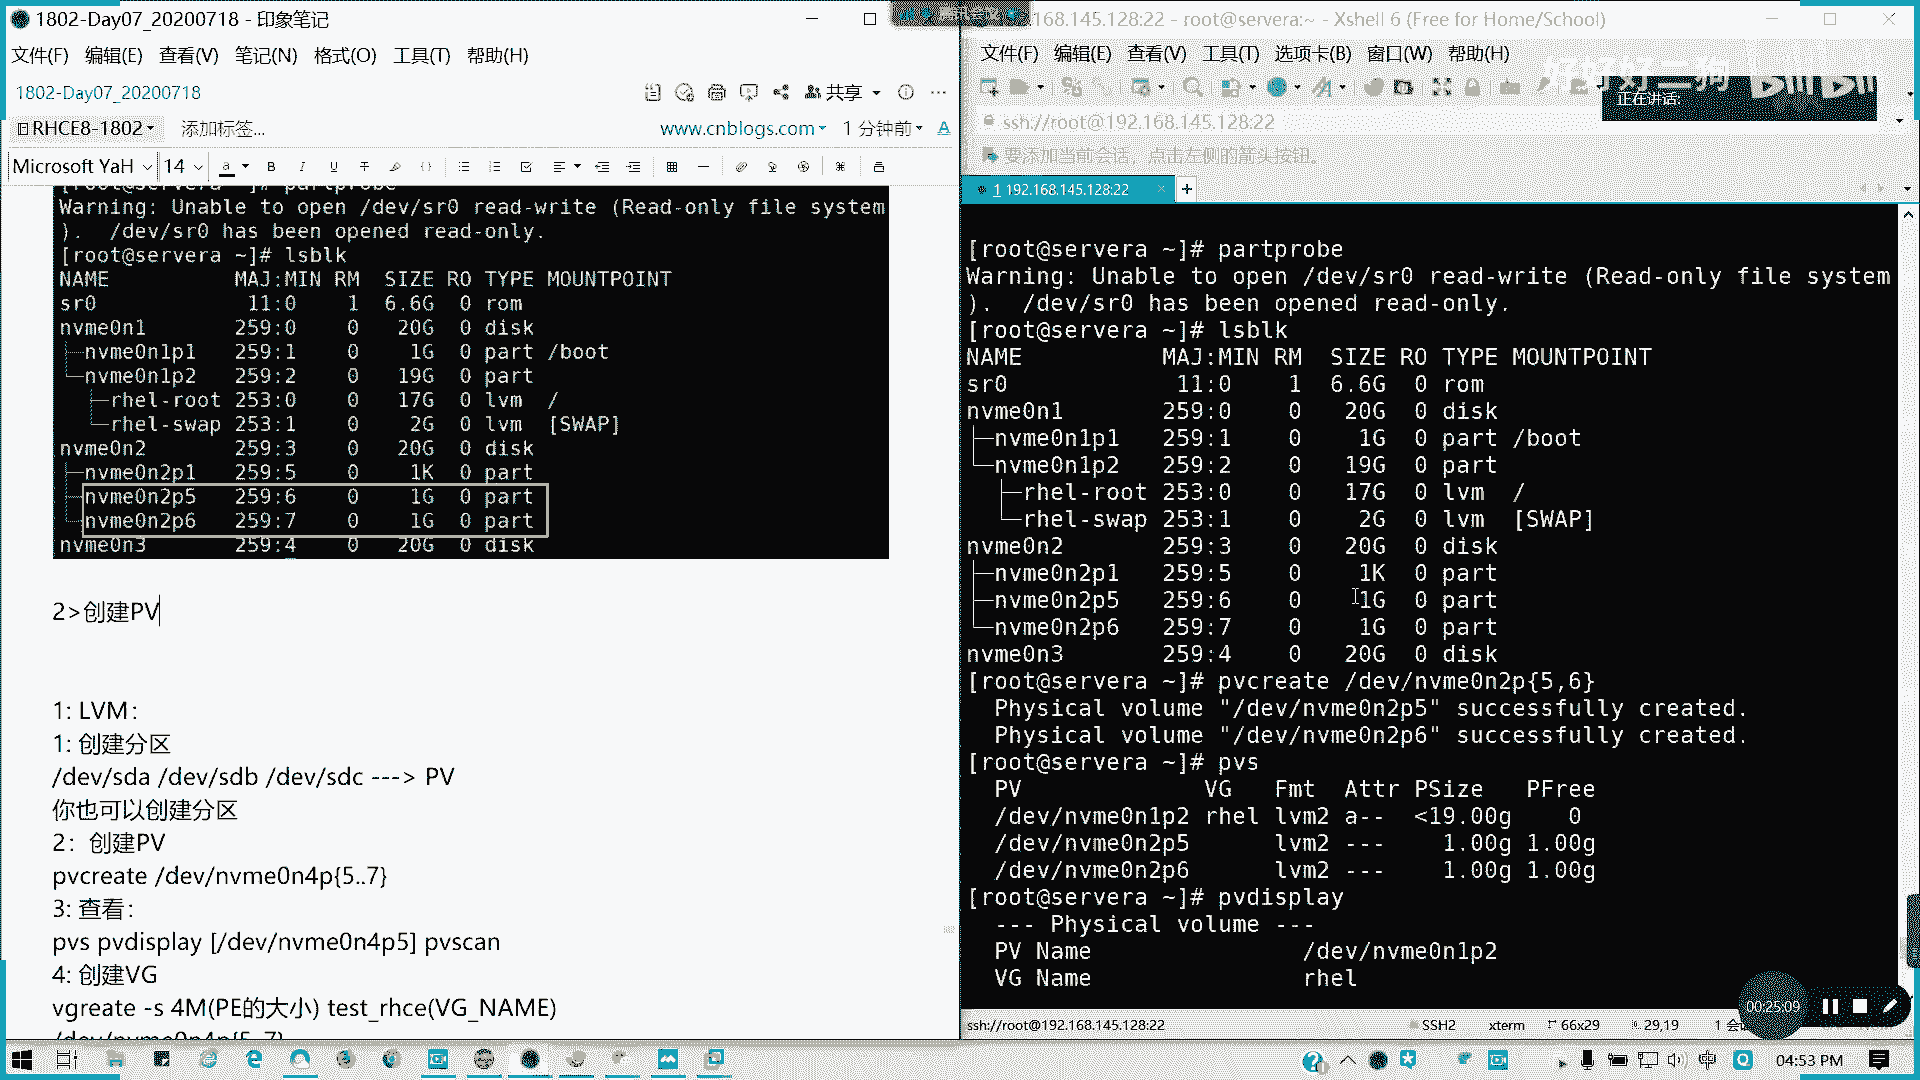 1802-Day07_20200718 - 印象笔记
文件(F) 编辑(E) 查看(V) 笔记(N) 格式(O) 工具(T) 帮助(H)
1802-Day07_20200718
共享
RHCE8-1802
添加标签...
www.cnblogs.com
1 分钟前
Microsoft YaH
14
[root@servera ~]# partprobe
Warning: Unable to open /dev/sr0 read-write (Read-only file system
).  /dev/sr0 has been opened read-only.
[root@servera ~]# lsblk
NAME MAJ:MIN RM SIZE RO TYPE MOUNTPOINT
sr0 11:0 1 6.6G 0 rom
nvme0n1 259:0 0 20G 0 disk
├─nvme0n1p1 259:1 0 1G 0 part /boot
└─nvme0n1p2 259:2 0 19G 0 part
├─rhel-root 253:0 0 17G 0 lvm /
└─rhel-swap 253:1 0 2G 0 lvm [SWAP]
nvme0n2 259:3 0 20G 0 disk
├─nvme0n2p1 259:5 0 1K 0 part
├─nvme0n2p5 259:6 0 1G 0 part
└─nvme0n2p6 259:7 0 1G 0 part
nvme0n3 259:4 0 20G 0 disk
2>创建PV
1: LVM:
1: 创建分区
/dev/sda /dev/sdb /dev/sdc ---> PV
你也可以创建分区
2：创建PV
pvcreate /dev/nvme0n4p{5..7}
3: 查看:
pvs pvdisplay [/dev/nvme0n4p5] pvscan
4: 创建VG
vgreate -s 4M(PE的大小) test_rhce(VG_NAME)
/dev/nvme0n4p{5..7}
腾讯会议
.168.145.128:22 - root@servera:~ - Xshell 6 (Free for Home/School)
文件(F) 编辑(E) 查看(V) 工具(T) 选项卡(B) 窗口(W) 帮助(H)
好好好二狗
bilibili
正在讲话:
ssh://root@192.168.145.128:22
要添加当前会话，点击左侧的箭头按钮。
1 192.168.145.128:22
[root@servera ~]# partprobe
Warning: Unable to open /dev/sr0 read-write (Read-only file system
).  /dev/sr0 has been opened read-only.
[root@servera ~]# lsblk
NAME MAJ:MIN RM SIZE RO TYPE MOUNTPOINT
sr0 11:0 1 6.6G 0 rom
nvme0n1 259:0 0 20G 0 disk
├─nvme0n1p1 259:1 0 1G 0 part /boot
└─nvme0n1p2 259:2 0 19G 0 part
├─rhel-root 253:0 0 17G 0 lvm /
└─rhel-swap 253:1 0 2G 0 lvm [SWAP]
nvme0n2 259:3 0 20G 0 disk
├─nvme0n2p1 259:5 0 1K 0 part
├─nvme0n2p5 259:6 0 1G 0 part
└─nvme0n2p6 259:7 0 1G 0 part
nvme0n3 259:4 0 20G 0 disk
[root@servera ~]# pvcreate /dev/nvme0n2p{5,6}
Physical volume "/dev/nvme0n2p5" successfully created.
Physical volume "/dev/nvme0n2p6" successfully created.
[root@servera ~]# pvs
PV VG Fmt Attr PSize PFree
/dev/nvme0n1p2 rhel lvm2 a-- <19.00g 0
/dev/nvme0n2p5 lvm2 --- 1.00g 1.00g
/dev/nvme0n2p6 lvm2 --- 1.00g 1.00g
[root@servera ~]# pvdisplay
--- Physical volume ---
PV Name /dev/nvme0n1p2
VG Name rhel
00:25:09
ssh://root@192.168.145.128:22
SSH2
xterm
66x29
29,19
1 会
中
04:53 PM